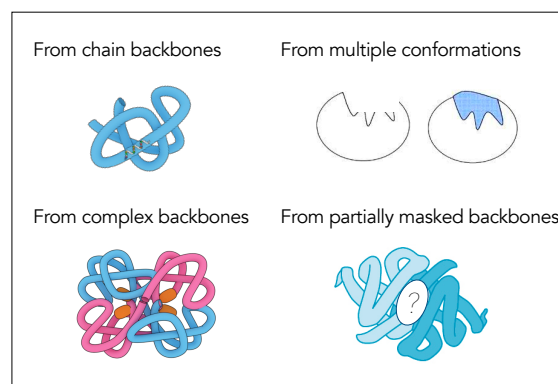 From chain backbones
From multiple conformations
From complex backbones
From partially masked backbones
?